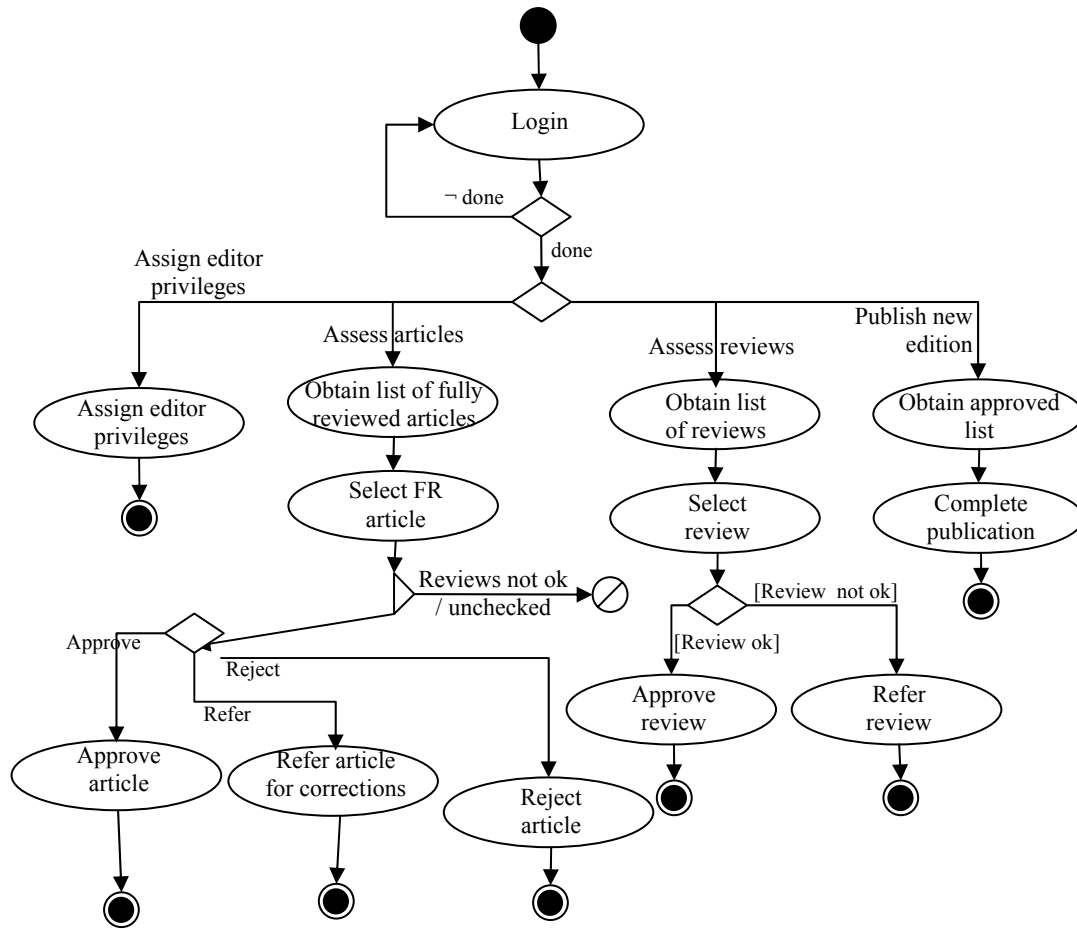 Login
¬ done
done
Assign editor
privileges
Assess articles
Assess reviews
Publish new
edition
Assign editor
privileges
Obtain list of fully
reviewed articles
Obtain list
of reviews
Obtain approved
list
Select FR
article
Select
review
Complete
publication
Reviews not ok
/ unchecked
[Review  not ok]
[Review ok]
Approve
Reject
Refer
Approve
review
Refer
review
Approve
article
Refer article
for corrections
Reject
article